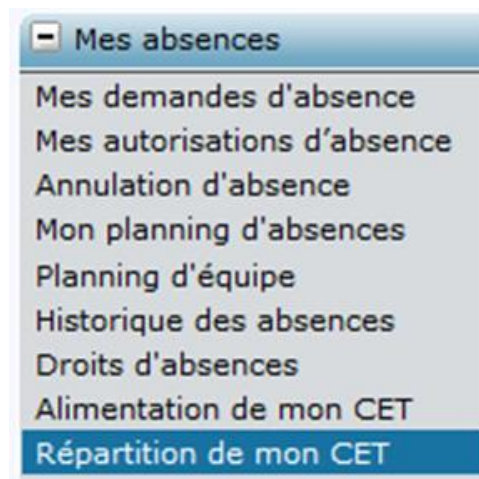 Mes absences
Mes demandes d'absence
Mes autorisations d’absence
Annulation d'absence
Mon planning d'absences
Planning d'équipe
Historique des absences
Droits d'absences
Alimentation de mon CET
Répartition de mon CET